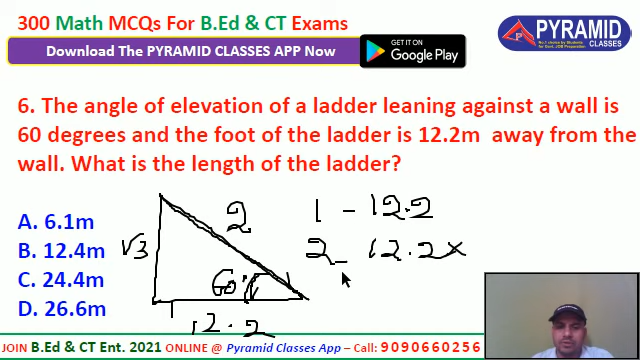 300 Math MCQs For B.Ed & CT Exams
Download The PYRAMID CLASSES APP Now
GET IT ON
Google Play
PYRAMID
CLASSES
6. The angle of elevation of a ladder leaning against a wall is
60 degrees and the foot of the ladder is 12.2m away from the
wall. What is the length of the ladder?
A. 6.1m
B. 12.4m
C. 24.4m
D. 26.6m
√3
2
60°
1
12.2
1 - 12.2
2 - 12.2 x
JOIN B.Ed & CT Ent. 2021 ONLINE @ Pyramid Classes App – Call: 9090660256